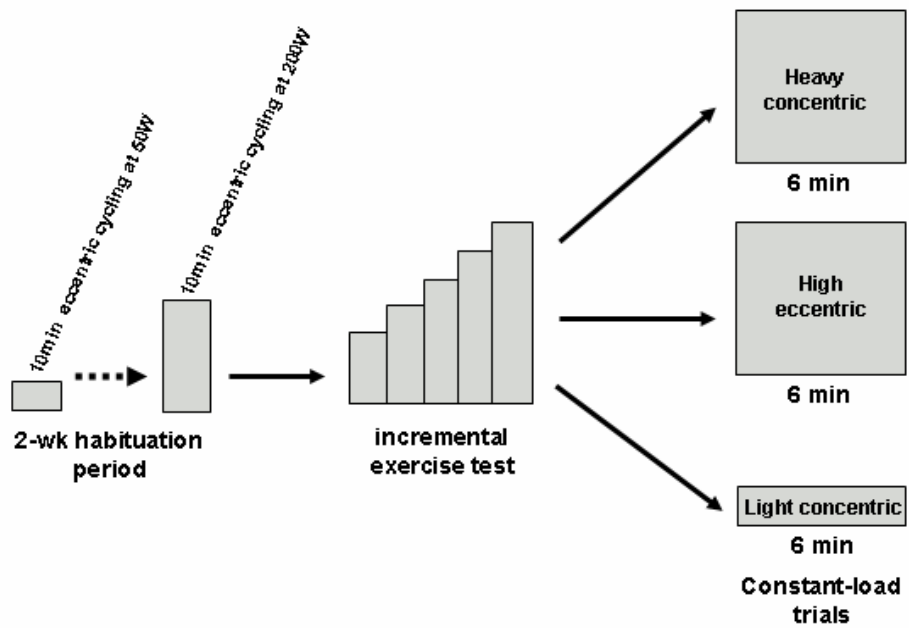 10min eccentric cycling at 50W
10min eccentric cycling at 200W
2-wk habituation
period
incremental
exercise test
Heavy
concentric
6 min
High
eccentric
6 min
Light concentric
6 min
Constant-load
trials